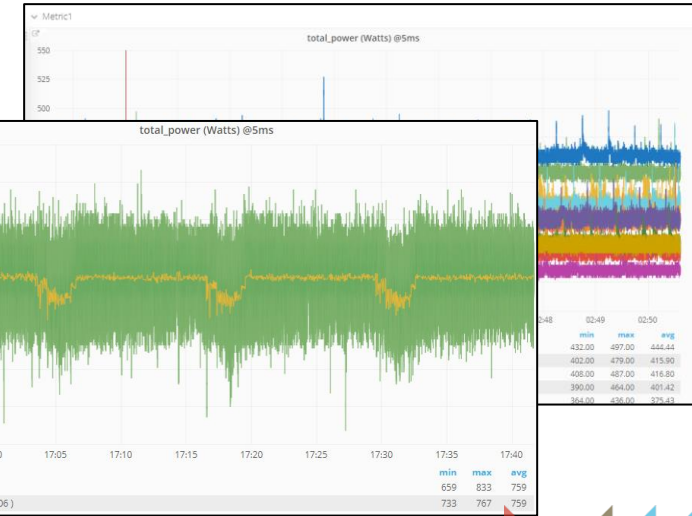 Metric1
total_power (Watts) @5ms
550
525
500
02:49 02:50
min max avg
432.00 497.00 444.44
402.00 479.00 415.90
408.00 487.00 416.80
390.00 464.00 401.42
364.00 436.00 375.43
total_power (Watts) @5ms
17:05 17:10 17:15 17:20 17:25 17:30 17:35 17:40
min max avg
659 833 759
06 ) 733 767 759